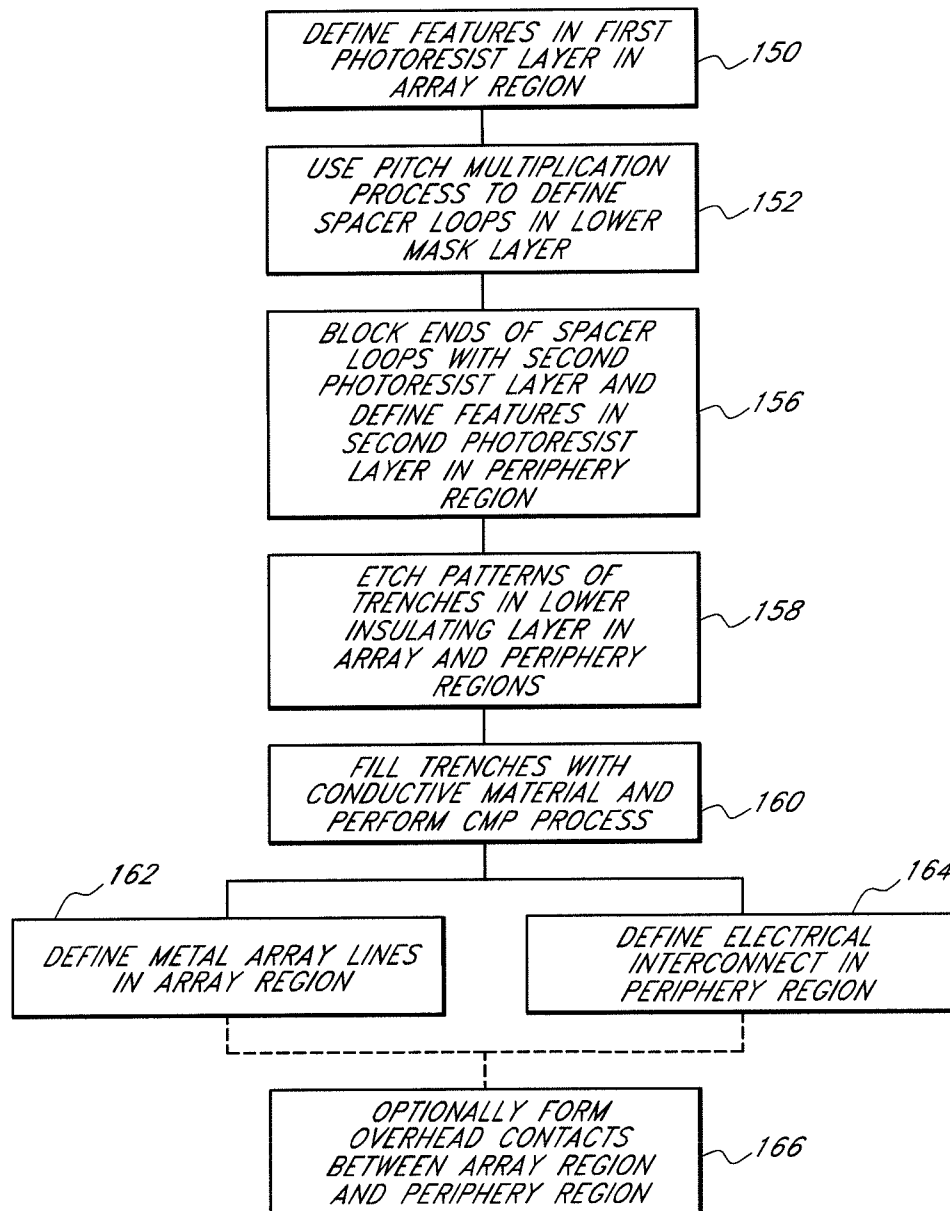 DEFINE FEATURES IN FIRST
PHOTORESIST LAYER IN
ARRAY REGION
150
USE PITCH MULTIPLICATION
PROCESS TO DEFINE
SPACER LOOPS IN LOWER
MASK LAYER
152
BLOCK ENDS OF SPACER
LOOPS WITH SECOND
PHOTORESIST LAYER AND
DEFINE FEATURES IN
SECOND PHOTORESIST
LAYER IN PERIPHERY
REGION
156
ETCH PATTERNS OF
TRENCHES IN LOWER
INSULATING LAYER IN
ARRAY AND PERIPHERY
REGIONS
158
FILL TRENCHES WITH
CONDUCTIVE MATERIAL AND
PERFORM CMP PROCESS
160
162
DEFINE METAL ARRAY LINES
IN ARRAY REGION
164
DEFINE ELECTRICAL
INTERCONNECT IN
PERIPHERY REGION
OPTIONALLY FORM
OVERHEAD CONTACTS
BETWEEN ARRAY REGION
AND PERIPHERY REGION
166